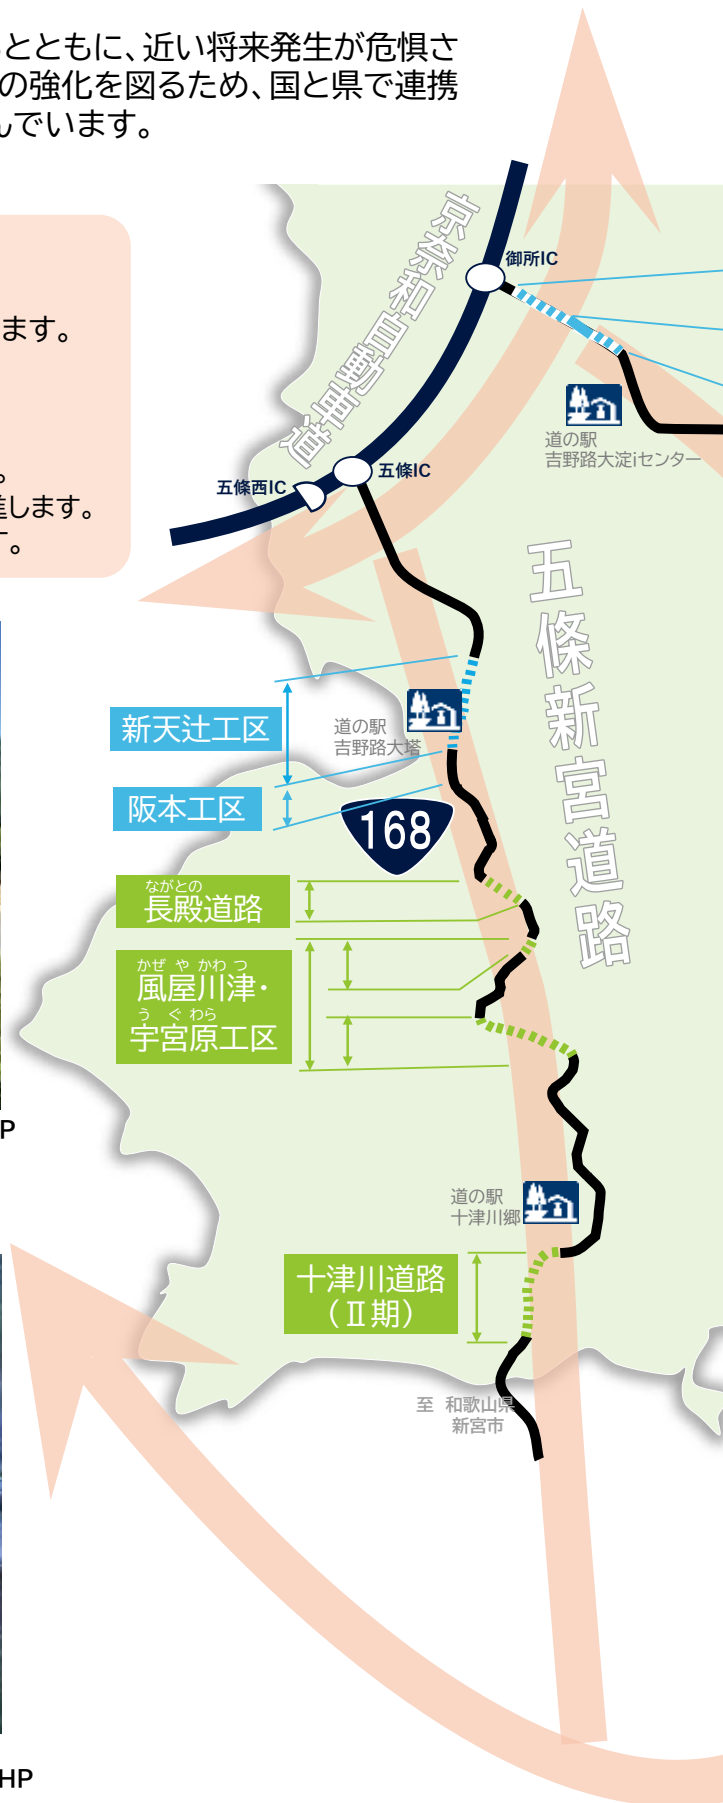 とともに、近い将来発生が危惧さ
の強化を図るため、国と県で連携
んでいます。
ます。
。
進します。
す。
京奈和自動車道
御所IC
道の駅
吉野路大淀iセンター
五條IC
五條西IC
五條新宮道路
新天辻工区
道の駅
吉野路大塔
阪本工区
168
ながとの
長殿道路
かぜ や かわ つ
風屋川津・
う ぐ わら
宇宮原工区
P
道の駅
十津川郷
十津川道路
（Ⅱ期）
至 和歌山県
新宮市
HP